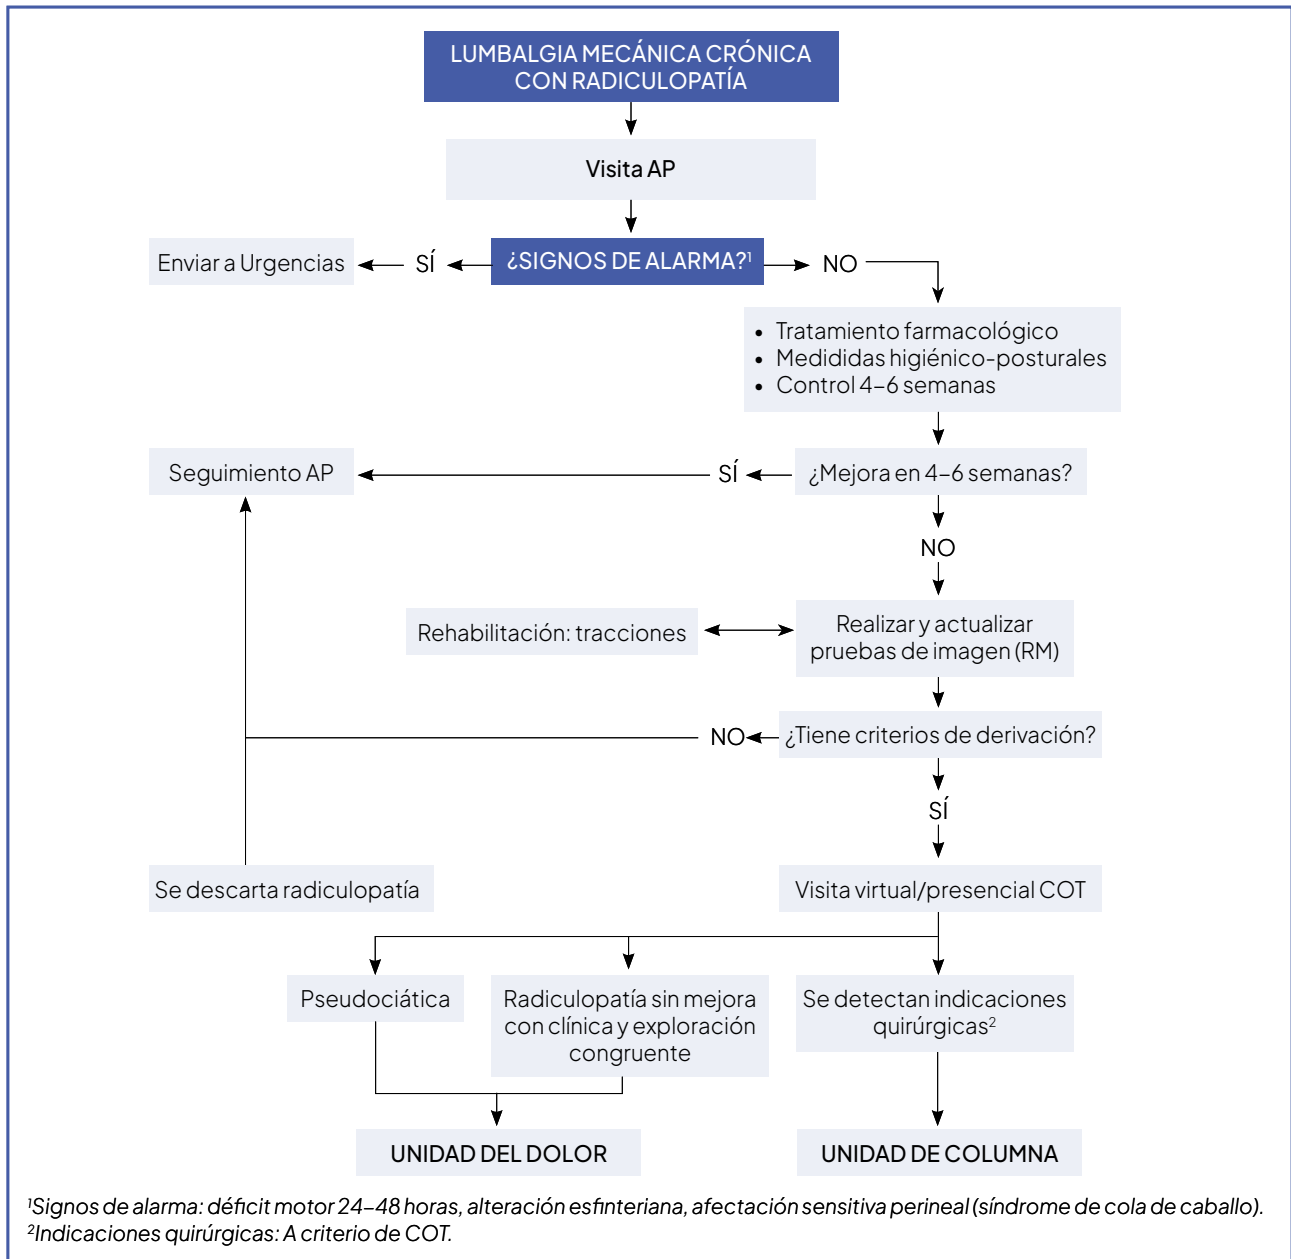 LUMBALGIA MECÁNICA CRÓNICA
CON RADICULOPATÍA
Visita AP
Enviar a Urgencias
SÍ
¿SIGNOS DE ALARMA?¹
NO
• Tratamiento farmacológico
• Medididas higiénico-posturales
• Control 4–6 semanas
Seguimiento AP
SÍ
¿Mejora en 4–6 semanas?
NO
Rehabilitación: tracciones
Realizar y actualizar
pruebas de imagen (RM)
NO
¿Tiene criterios de derivación?
SÍ
Se descarta radiculopatía
Visita virtual/presencial COT
Pseudociática
Radiculopatía sin mejora
con clínica y exploración
congruente
Se detectan indicaciones
quirúrgicas²
UNIDAD DEL DOLOR
UNIDAD DE COLUMNA
¹Signos de alarma: déficit motor 24–48 horas, alteración esfinteriana, afectación sensitiva perineal (síndrome de cola de caballo).
²Indicaciones quirúrgicas: A criterio de COT.